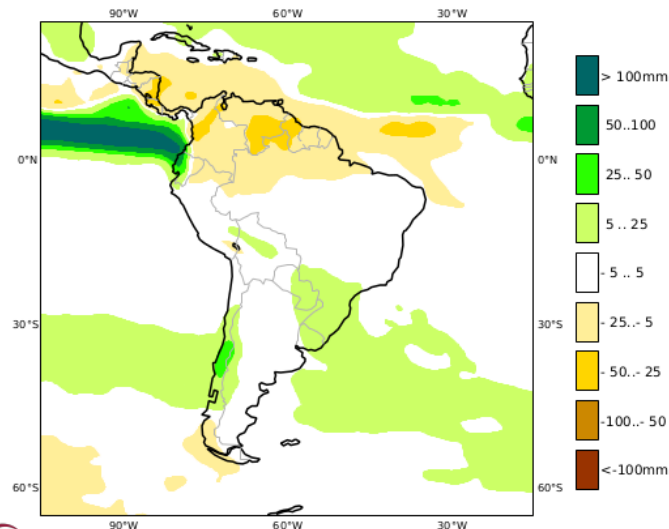 90°W 60°W 30°W
> 100mm
50..100
25.. 50
0°N 0°N
5 .. 25
- 5 .. 5
30°S 30°S
- 25..- 5
- 50..- 25
-100..- 50
<-100mm
60°S 60°S
90°W 60°W 30°W